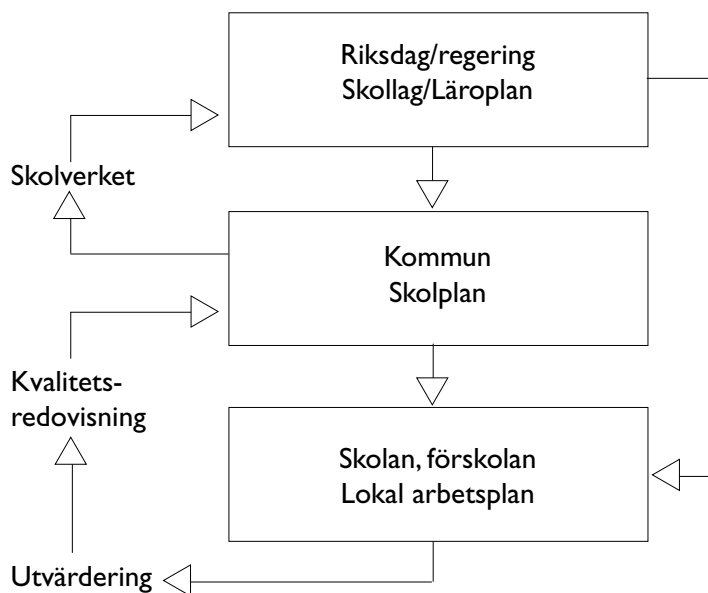 Riksdag/regering
Skollag/Läroplan
Skolverket
Kommun
Skolplan
Kvalitets-
redovisning
Skolan, förskolan
Lokal arbetsplan
Utvärdering